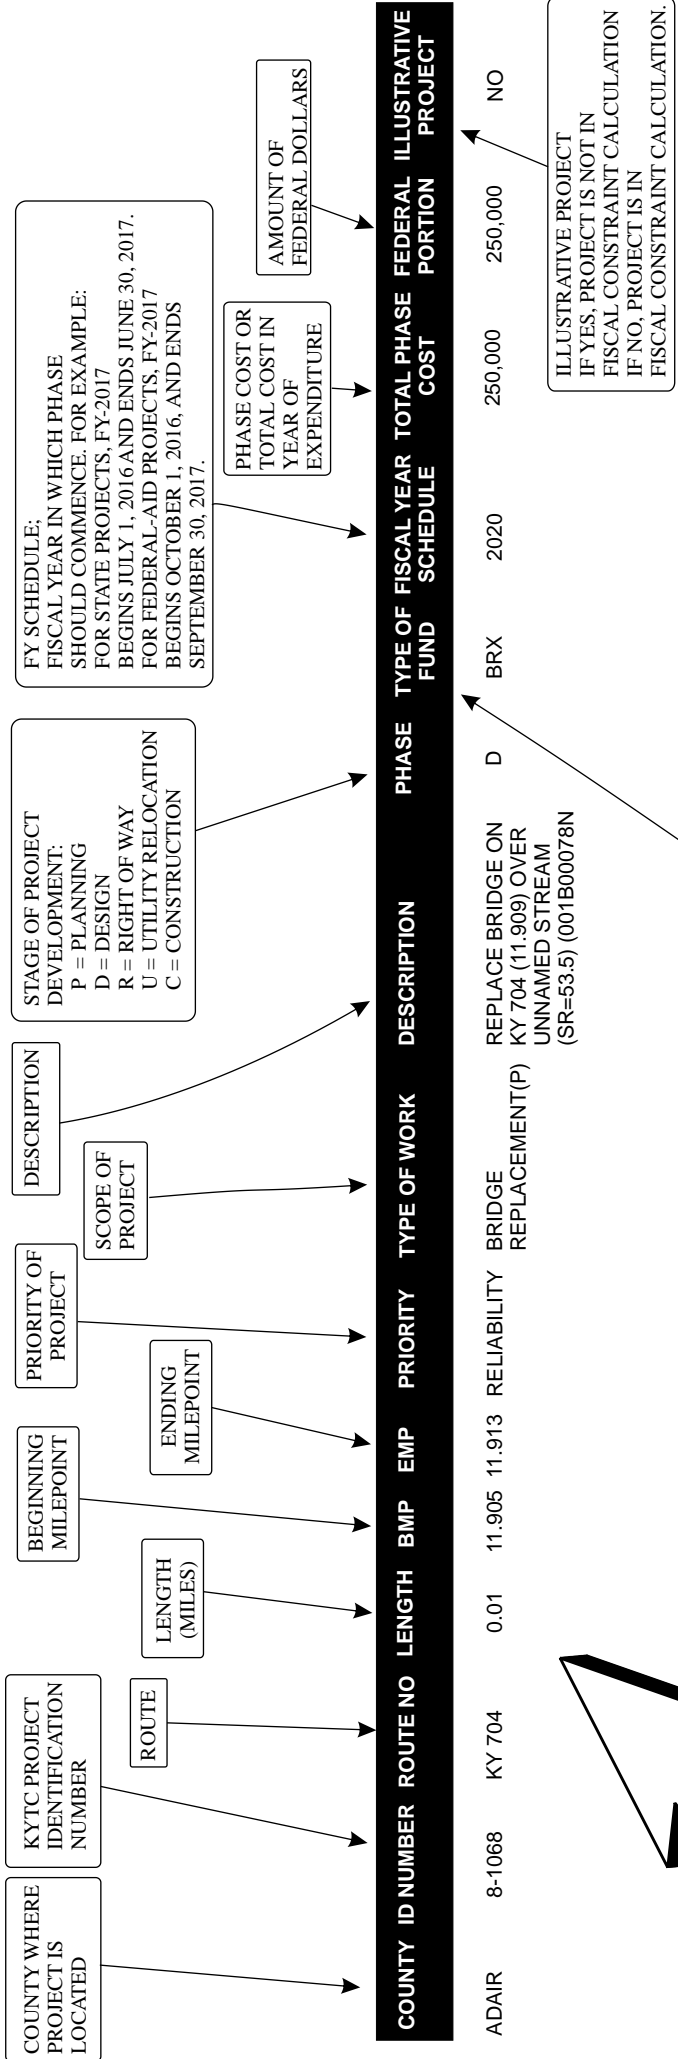 COUNTY WHERE
PROJECT IS
LOCATED
KYTC PROJECT
IDENTIFICATION
NUMBER
ROUTE
LENGTH
(MILES)
BEGINNING
MILEPOINT
ENDING
MILEPOINT
PRIORITY OF
PROJECT
SCOPE OF
PROJECT
DESCRIPTION
STAGE OF PROJECT
DEVELOPMENT:
P = PLANNING
D = DESIGN
R = RIGHT OF WAY
U = UTILITY RELOCATION
C = CONSTRUCTION
FY SCHEDULE;
FISCAL YEAR IN WHICH PHASE
SHOULD COMMENCE. FOR EXAMPLE:
FOR STATE PROJECTS, FY-2017
BEGINS JULY 1, 2016 AND ENDS JUNE 30, 2017.
FOR FEDERAL-AID PROJECTS, FY-2017
BEGINS OCTOBER 1, 2016, AND ENDS
SEPTEMBER 30, 2017.
PHASE COST OR
TOTAL COST IN
YEAR OF
EXPENDITURE
AMOUNT OF
FEDERAL DOLLARS
COUNTY ID NUMBER ROUTE NO LENGTH BMP EMP PRIORITY TYPE OF WORK DESCRIPTION PHASE TYPE OF FISCAL YEAR TOTAL PHASE FEDERAL ILLUSTRATIVE
FUND SCHEDULE COST PORTION PROJECT
ADAIR 8-1068 KY 704 0.01 11.905 11.913 RELIABILITY BRIDGE REPLACE BRIDGE ON D BRX 2020 250,000 250,000 NO
REPLACEMENT(P) KY 704 (11.909) OVER
UNNAMED STREAM
(SR=53.5) (001B00078N
ILLUSTRATIVE PROJECT
IF YES, PROJECT IS NOT IN
FISCAL CONSTRAINT CALCULATION
IF NO, PROJECT IS IN
FISCAL CONSTRAINT CALCULATION.